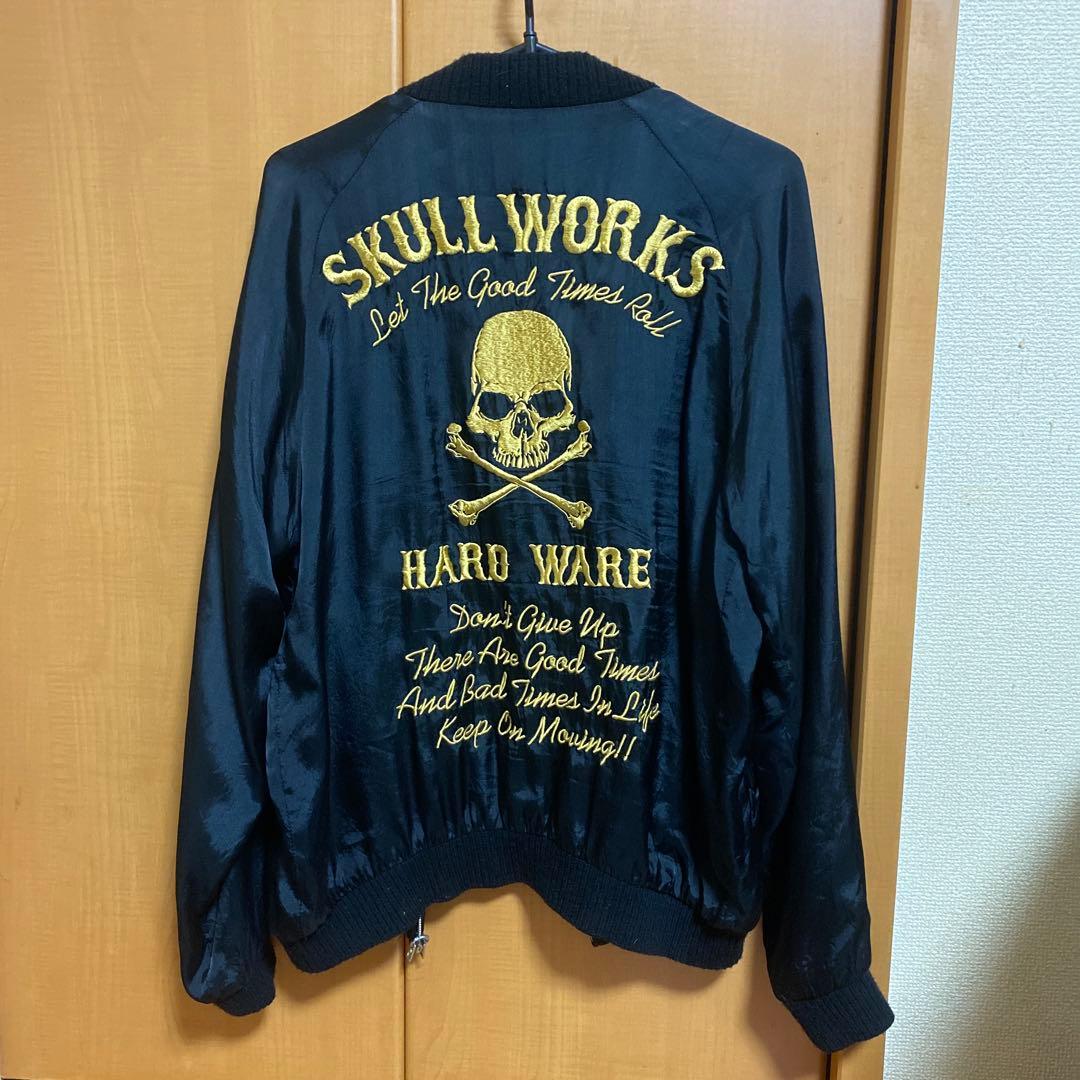 SKULL WORKS
Let The Good Times Roll
HARD WARE
Don't Give Up
There Are Good Times
And Bad Times In Life
Keep On Moving!!